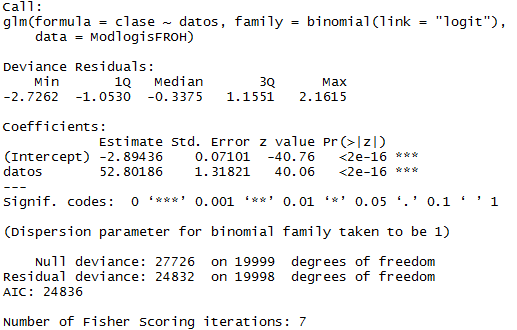 Call:
glm(formula = clase ~ datos, family = binomial(link = "logit"),
    data = ModlogisFROH)
Deviance Residuals:
    Min      1Q  Median      3Q     Max
-2.7262 -1.0530 -0.3375  1.1551  2.1615
Coefficients:
            Estimate Std. Error z value Pr(>|z|)
(Intercept) -2.89436    0.07101  -40.76   <2e-16 ***
datos       52.80186    1.31821   40.06   <2e-16 ***
---
Signif. codes:  0 ‘***’ 0.001 ‘**’ 0.01 ‘*’ 0.05 ‘.’ 0.1 ‘ ’ 1
(Dispersion parameter for binomial family taken to be 1)
    Null deviance: 27726  on 19999  degrees of freedom
Residual deviance: 24832  on 19998  degrees of freedom
AIC: 24836
Number of Fisher Scoring iterations: 7